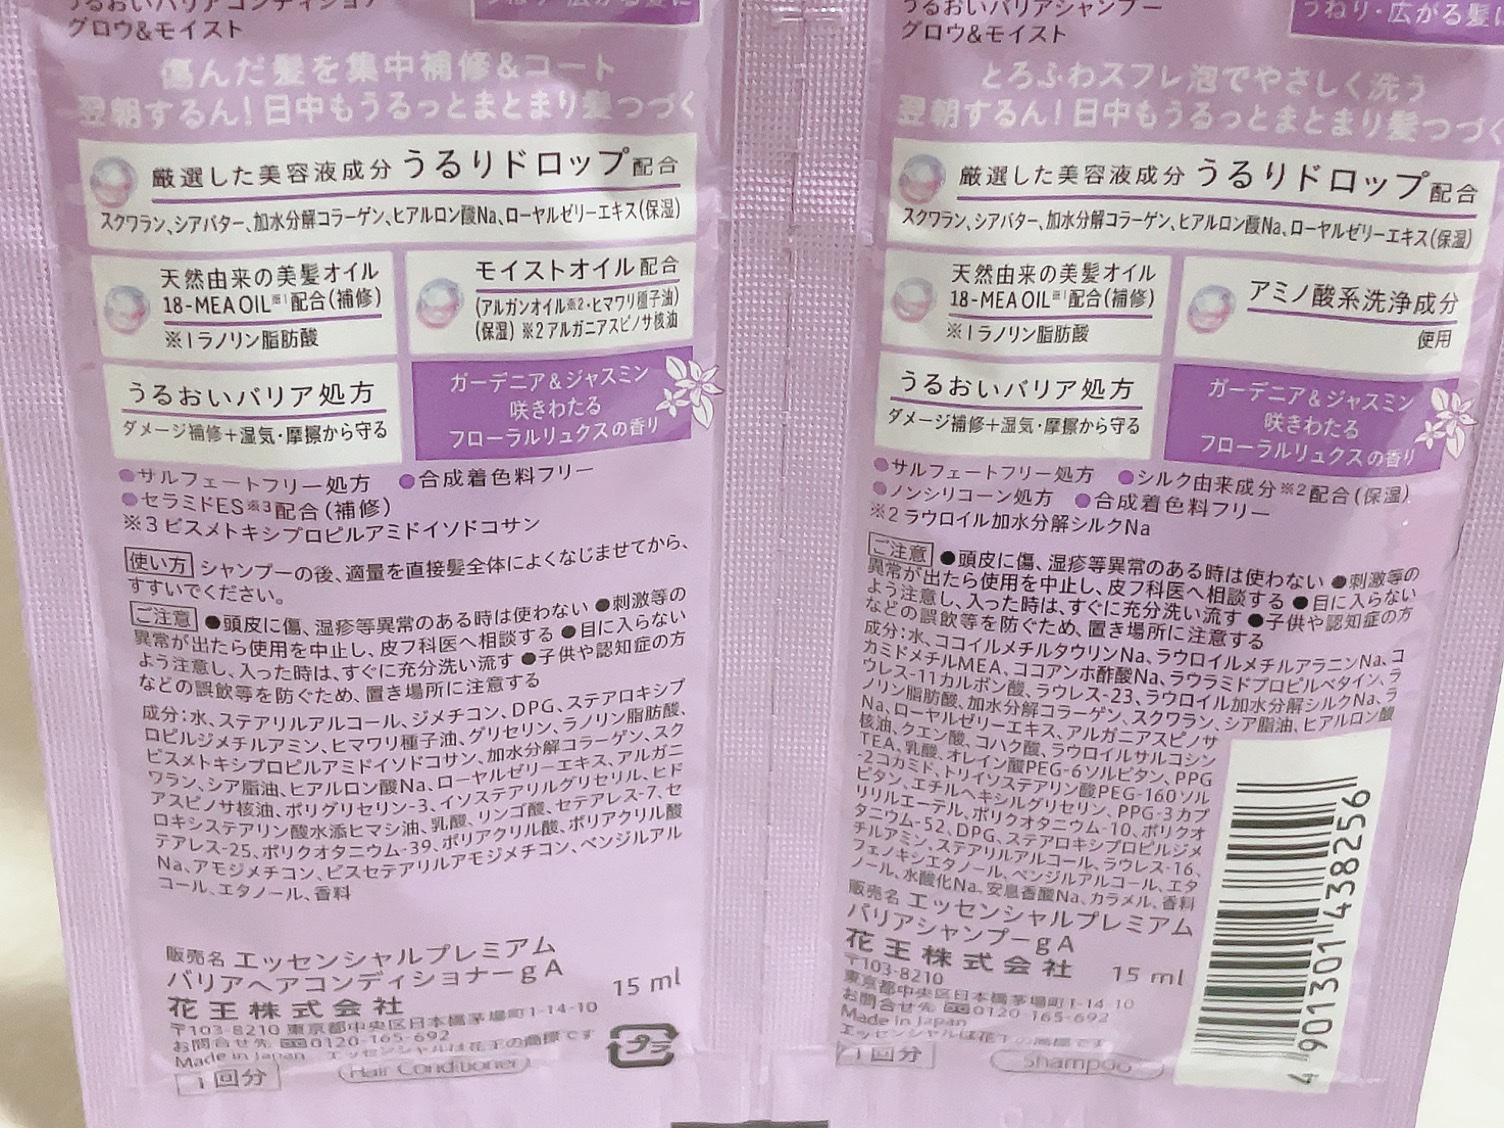 うるおいバリアコンディショナー
グロウ&モイスト
うねり・広がる髪に
傷んだ髪を集中補修&コート
翌朝するん!日中もうるっとまとまり髪つづく
厳選した美容液成分 うるりドロップ配合
スクワラン、シアバター、加水分解コラーゲン、ヒアルロン酸Na、ローヤルゼリーエキス(保湿)
天然由来の美髪オイル
18-MEA OIL※1配合(補修)
※1ラノリン脂肪酸
モイストオイル配合
(アルガンオイル※2・ヒマワリ種子油)
(保湿) ※2アルガニアスピノサ核油
うるおいバリア処方
ダメージ補修+湿気・摩擦から守る
ガーデニア&ジャスミン
咲きわたる
フローラルリュクスの香り
●サルフェートフリー処方 ●合成着色料フリー
●セラミドES※3配合(補修)
※3 ビスメトキシプロピルアミドイソドコサン
使い方 シャンプーの後、適量を直接髪全体によくなじませてから、
すすいでください。
ご注意 ●頭皮に傷、湿疹等異常のある時は使わない ●刺激等の
異常が出たら使用を中止し、皮フ科医へ相談する ●目に入らない
よう注意し、入った時は、すぐに充分洗い流す ●子供や認知症の方
などの誤飲等を防ぐため、置き場所に注意する
成分:水、ステアリルアルコール、ジメチコン、DPG、ステアロキシプ
ロピルジメチルアミン、ヒマワリ種子油、グリセリン、ラノリン脂肪酸、
ビスメトキシプロピルアミドイソドコサン、加水分解コラーゲン、スク
ワラン、シア脂油、ヒアルロン酸Na、ローヤルゼリーエキス、アルガニ
アスピノサ核油、ポリグリセリン-3、イソステアリルグリセリル、ヒド
ロキシステアリン酸水添ヒマシ油、乳酸、リンゴ酸、セテアレス-7、セ
テアレス-25、ポリクオタニウム-39、ポリアクリル酸、ポリアクリル酸
Na、アモジメチコン、ビスセテアリルアモジメチコン、ベンジルアル
コール、エタノール、香料
販売名 エッセンシャルプレミアム
バリアヘアコンディショナーg A
花王株式会社
15 ml
〒103-8210 東京都中央区日本橋茅場町1-14-10
お問合せ先 0120-165-692
Made in Japan エッセンシャルは花王の商標です
1回分
Hair Conditioner
プラ
うるおいバリアシャンプー
グロウ&モイスト
うねり・広がる髪に
とろふわスフレ泡でやさしく洗う
翌朝するん!日中もうるっとまとまり髪つづく
厳選した美容液成分 うるりドロップ配合
スクワラン、シアバター、加水分解コラーゲン、ヒアルロン酸Na、ローヤルゼリーエキス(保湿)
天然由来の美髪オイル
18-MEA OIL※1配合(補修)
※1ラノリン脂肪酸
アミノ酸系洗浄成分
使用
うるおいバリア処方
ダメージ補修+湿気・摩擦から守る
ガーデニア&ジャスミン
咲きわたる
フローラルリュクスの香り
●サルフェートフリー処方 ●シルク由来成分※2配合(保湿)
●ノンシリコーン処方 ●合成着色料フリー
※2 ラウロイル加水分解シルクNa
ご注意 ●頭皮に傷、湿疹等異常のある時は使わない ●刺激等の
異常が出たら使用を中止し、皮フ科医へ相談する ●目に入らない
よう注意し、入った時は、すぐに充分洗い流す ●子供や認知症の方
などの誤飲等を防ぐため、置き場所に注意する
成分:水、ココイルメチルタウリンNa、ラウロイルメチルアラニンNa、コ
カミドメチルMEA、ココアンホ酢酸Na、ラウラミドプロピルベタイン、ラ
ウレス-11カルボン酸、ラウレス-23、ラウロイル加水分解シルクNa、ラ
ノリン脂肪酸、加水分解コラーゲン、スクワラン、シア脂油、ヒアルロン酸
Na、ローヤルゼリーエキス、アルガニアスピノサ
核油、クエン酸、コハク酸、ラウロイルサルコシン
TEA、乳酸、オレイン酸PEG-6ソルビタン、PPG
-2コカミド、トリイソステアリン酸PEG-160ソル
ビタン、エチルヘキシルグリセリン、PPG-3カプ
リリルエーテル、ポリクオタニウム-10、ポリクオ
タニウム-52、DPG、ステアロキシプロピルジメ
チルアミン、ステアリルアルコール、ラウレス-16、
フェノキシエタノール、ベンジルアルコール、エタ
ノール、水酸化Na、安息香酸Na、カラメル、香料
販売名 エッセンシャルプレミアム
バリアシャンプーg A
花王株式会社
15 ml
〒103-8210
東京都中央区日本橋茅場町1-14-10
お問合せ先 0120-165-692
Made in Japan
エッセンシャルは花王の商標です
1回分
Shampoo
4 901301 438256